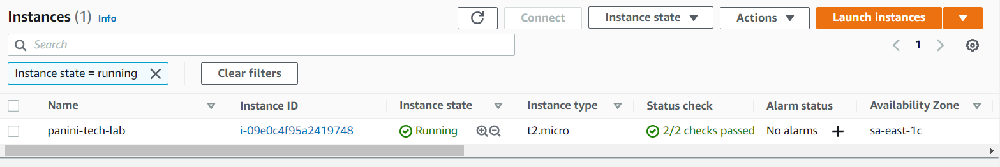 Instances (1) Info Connect Instance state Actions Launch instances
Search 1
Instance state = running Clear filters
Name Instance ID Instance state Instance type Status check Alarm status Availability Zone
panini-tech-lab i-09e0c4f95a2419748 Running t2.micro 2/2 checks passed No alarms sa-east-1c